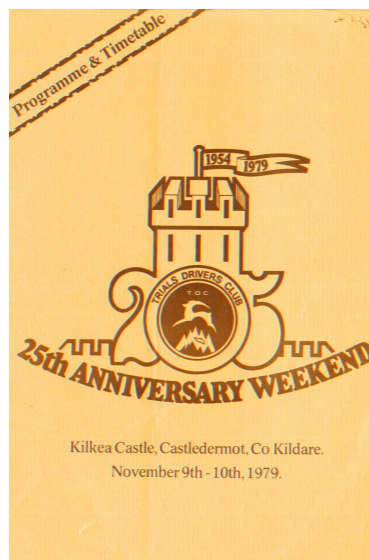 Programme & Timetable
1954 1979
TRIALS DRIVERS CLUB
T.D.C.
25
25th ANNIVERSARY WEEKEND
Kilkea Castle, Castledermot, Co Kildare.
November 9th - 10th, 1979.